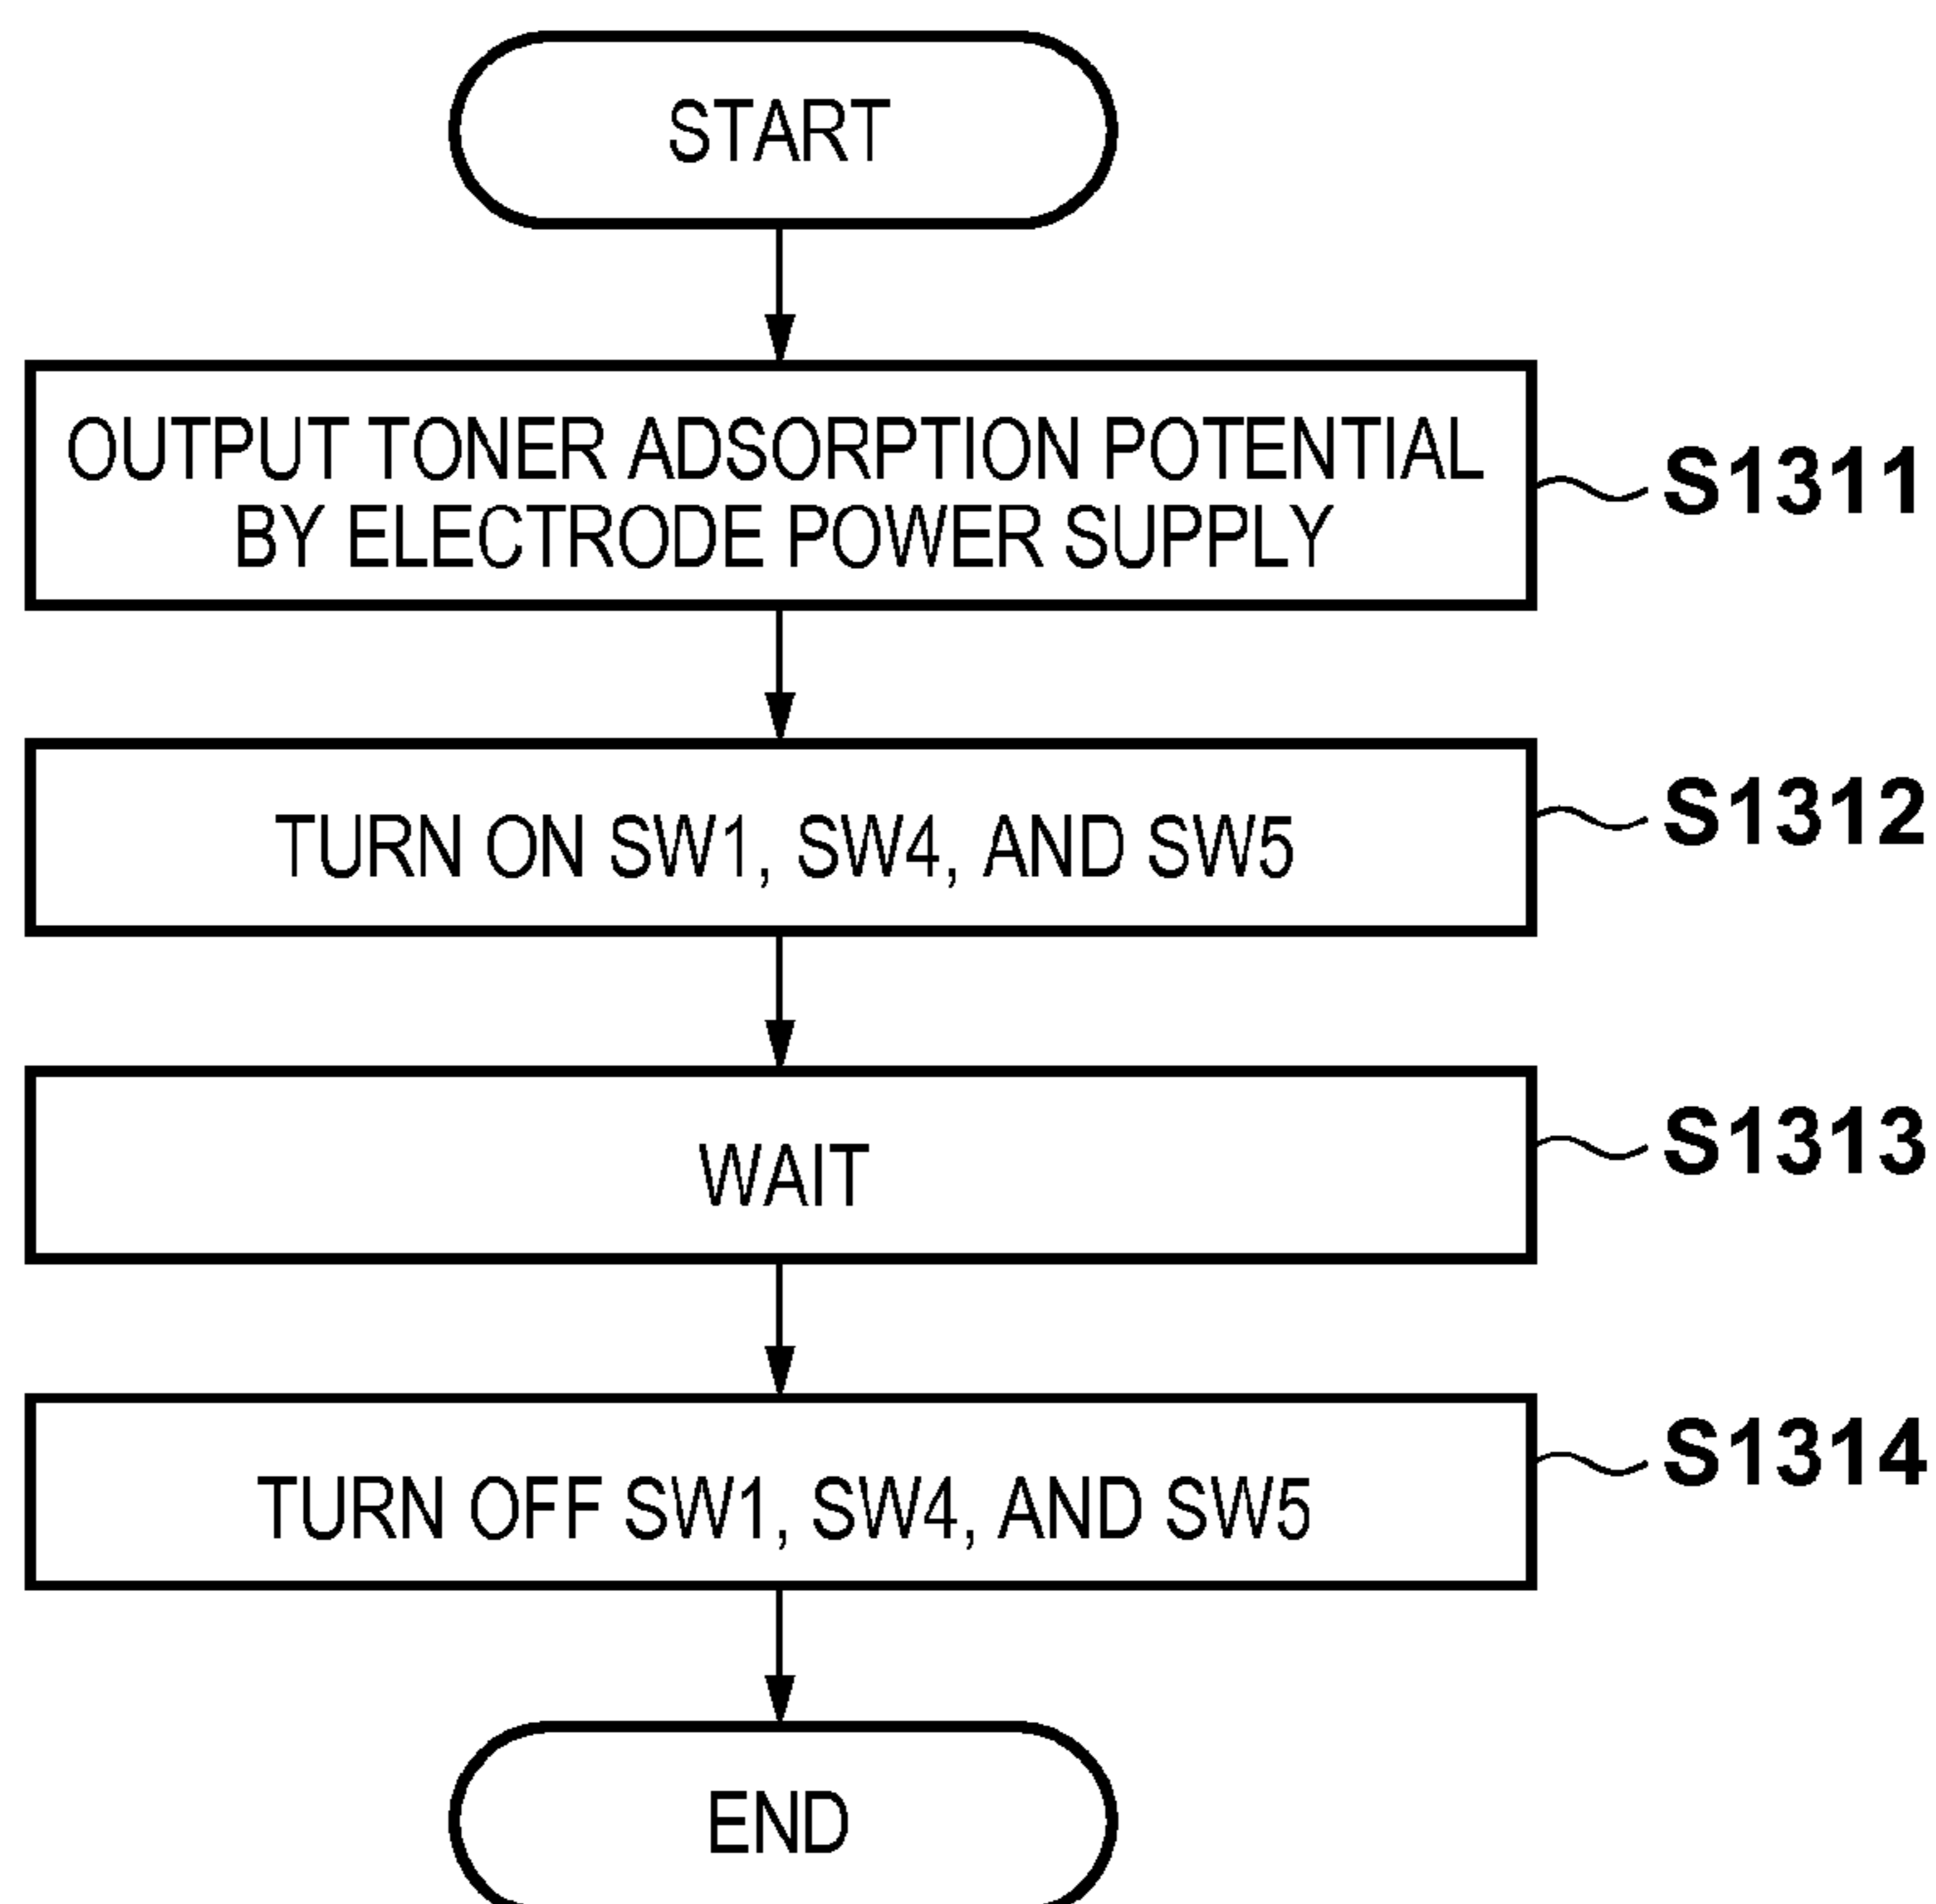 START
OUTPUT TONER ADSORPTION POTENTIAL
BY ELECTRODE POWER SUPPLY
S1311
TURN ON SW1, SW4, AND SW5
S1312
WAIT
S1313
TURN OFF SW1, SW4, AND SW5
S1314
END